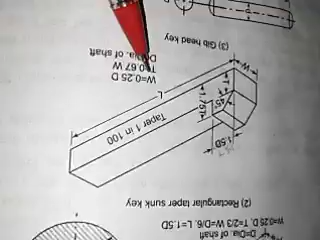 D=Dia. of shaft
W=0.25 D. T=2/3 W=D/6 L=1.5D
(2) Rectangular taper sunk key
1.5D
45°
1.75T
T
W
L
Taper 1 in 100
W=0.25 D
T=0.67 W
D=Dia. of shaft
(3) Gib head key
D